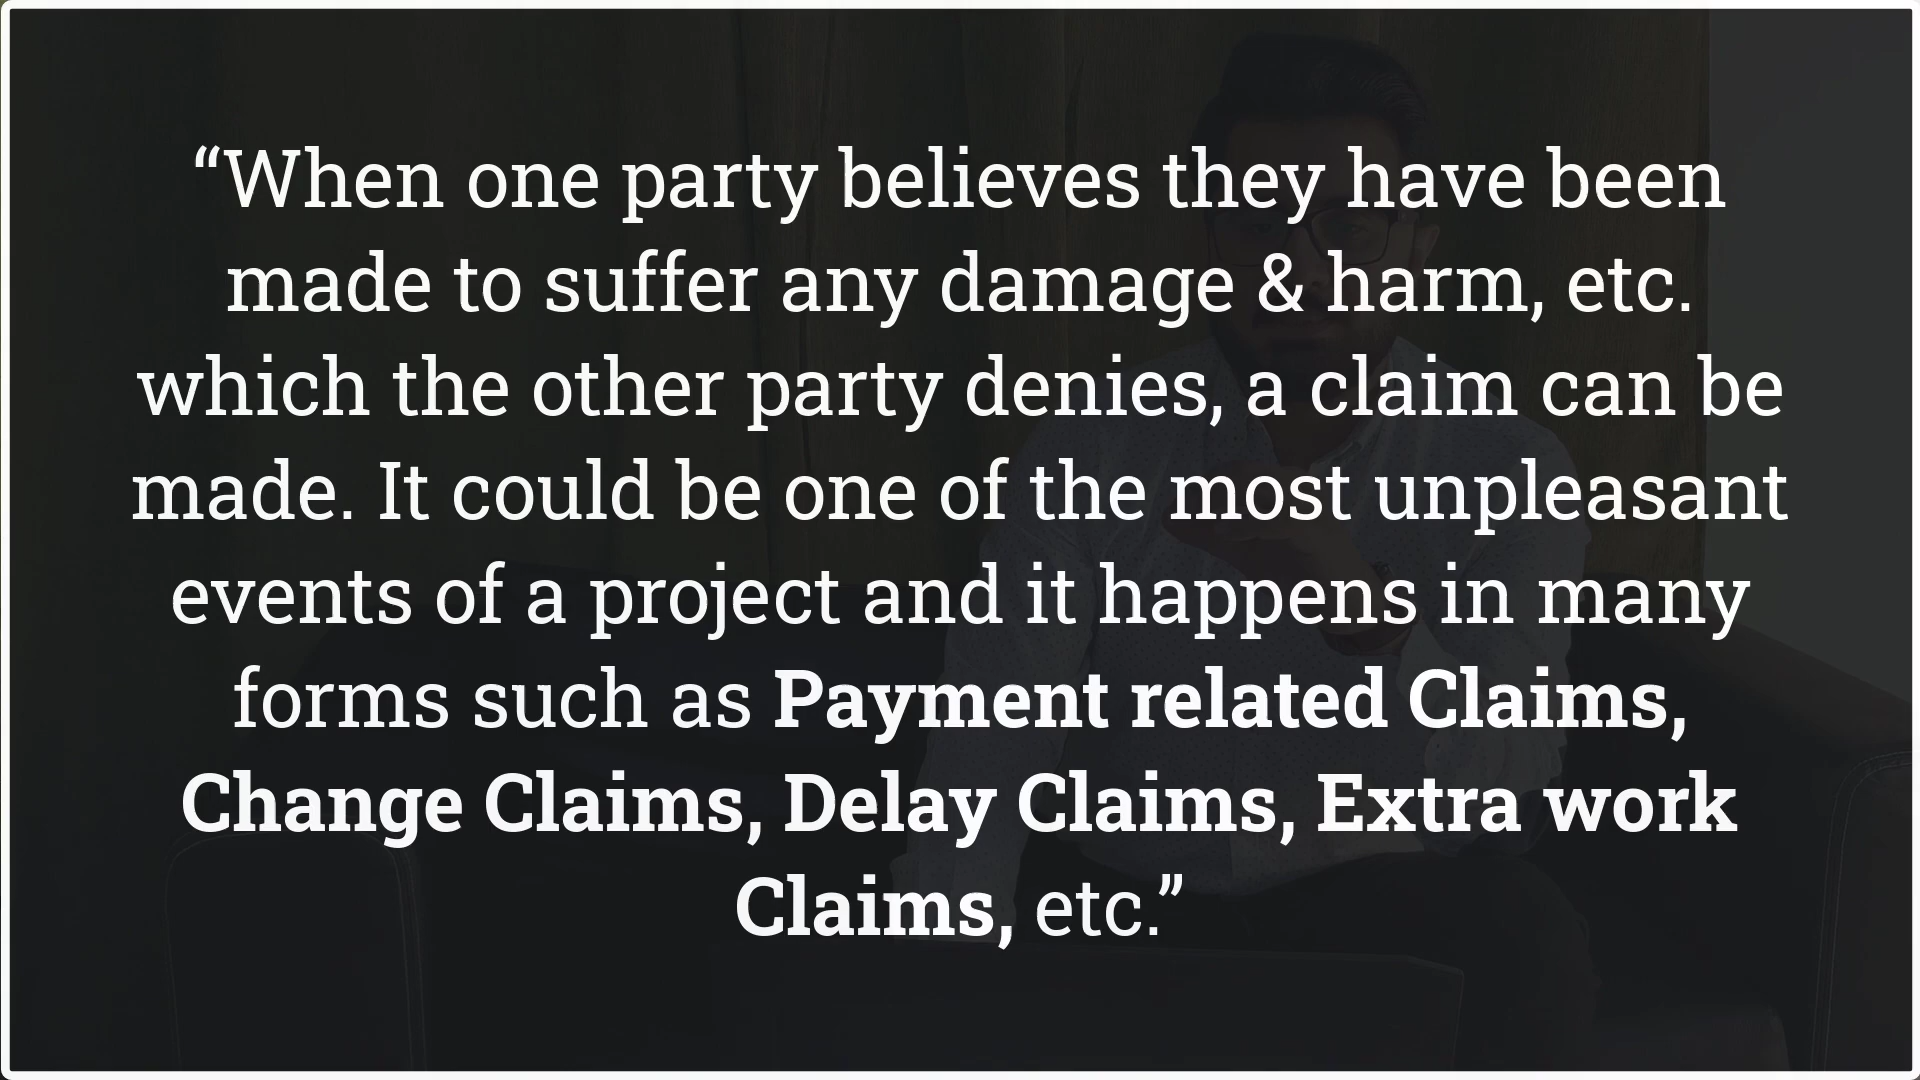 “When one party believes they have been
made to suffer any damage & harm, etc.
which the other party denies, a claim can be
made. It could be one of the most unpleasant
events of a project and it happens in many
forms such as Payment related Claims,
Change Claims, Delay Claims, Extra work
Claims, etc.”